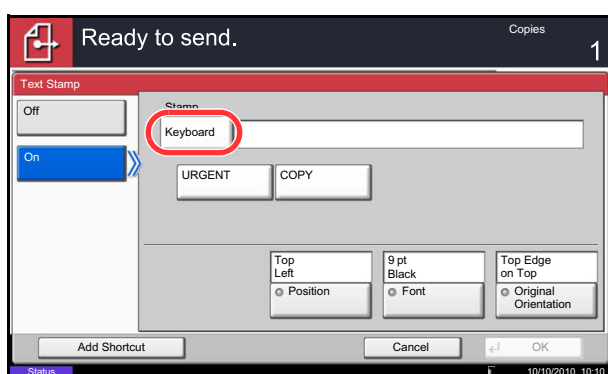 Ready to send.
Copies
1
Text Stamp
Off
Stamp
Keyboard
On
URGENT
COPY
Top
Left
Position
9 pt
Black
Font
Top Edge
on Top
Original
Orientation
Add Shortcut
Cancel
OK
Status
10/10/2010 10:10